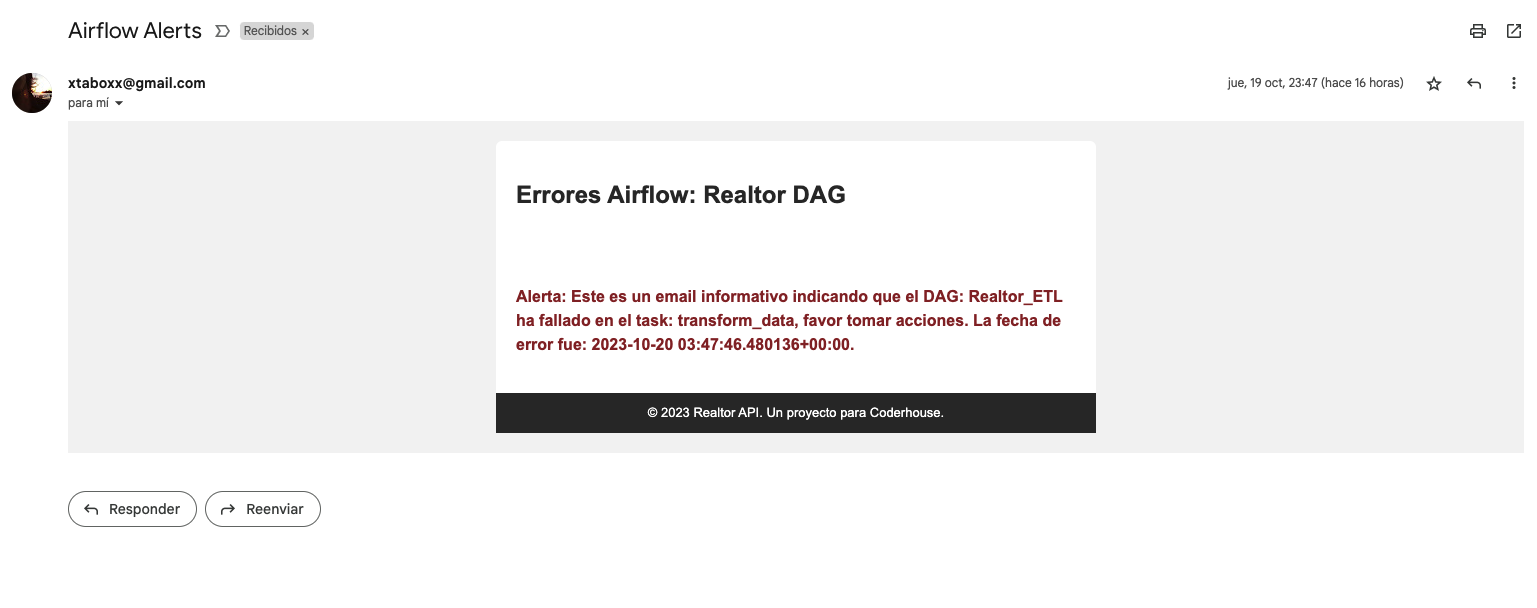 Airflow Alerts Recibidos ×
xtaboxx@gmail.com jue, 19 oct, 23:47 (hace 16 horas)
para mí
Errores Airflow: Realtor DAG
Alerta: Este es un email informativo indicando que el DAG: Realtor_ETL
ha fallado en el task: transform_data, favor tomar acciones. La fecha de
error fue: 2023-10-20 03:47:46.480136+00:00.
© 2023 Realtor API. Un proyecto para Coderhouse.
Responder Reenviar